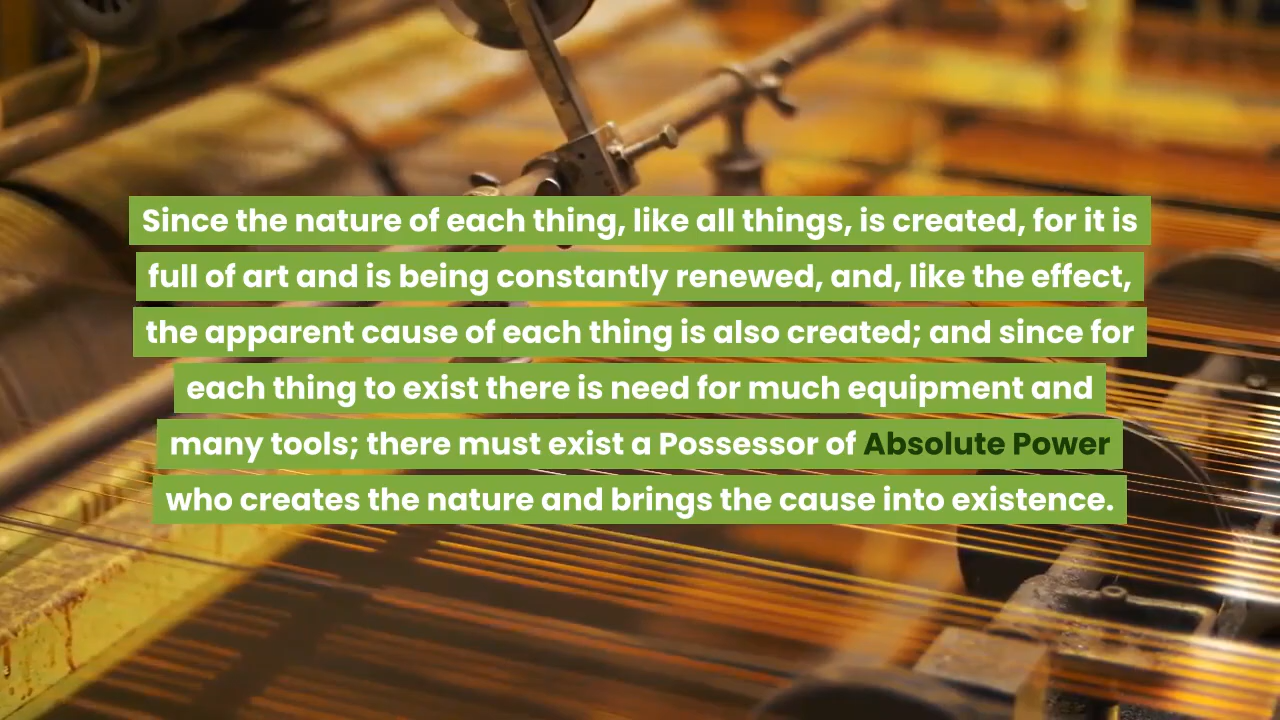 Since the nature of each thing, like all things, is created, for it is
full of art and is being constantly renewed, and, like the effect,
the apparent cause of each thing is also created; and since for
each thing to exist there is need for much equipment and
many tools; there must exist a Possessor of Absolute Power
who creates the nature and brings the cause into existence.